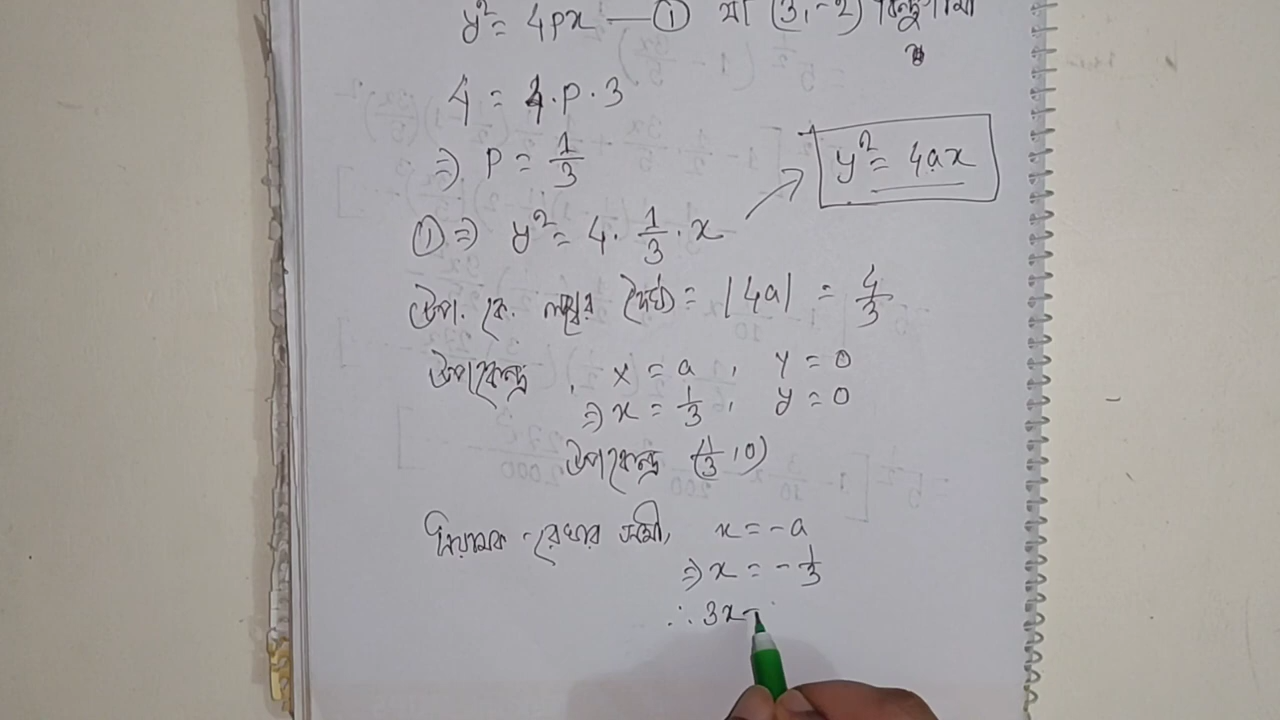 y² = 4px — ① যা (3, -2) বিন্দুগামী
4 = 4.p.3
⇒ p = 1/3
y² = 4ax
① ⇒ y² = 4. 1/3 . x
উপ. কে. লম্বের দৈর্ঘ্য = |4a| = 4/3
উপকেন্দ্র, x = a, y = 0
⇒ x = 1/3, y = 0
উপকেন্দ্র (1/3, 0)
নিয়ামক-রেখার সমী, x = -a
⇒ x = - 1/3
∴ 3x